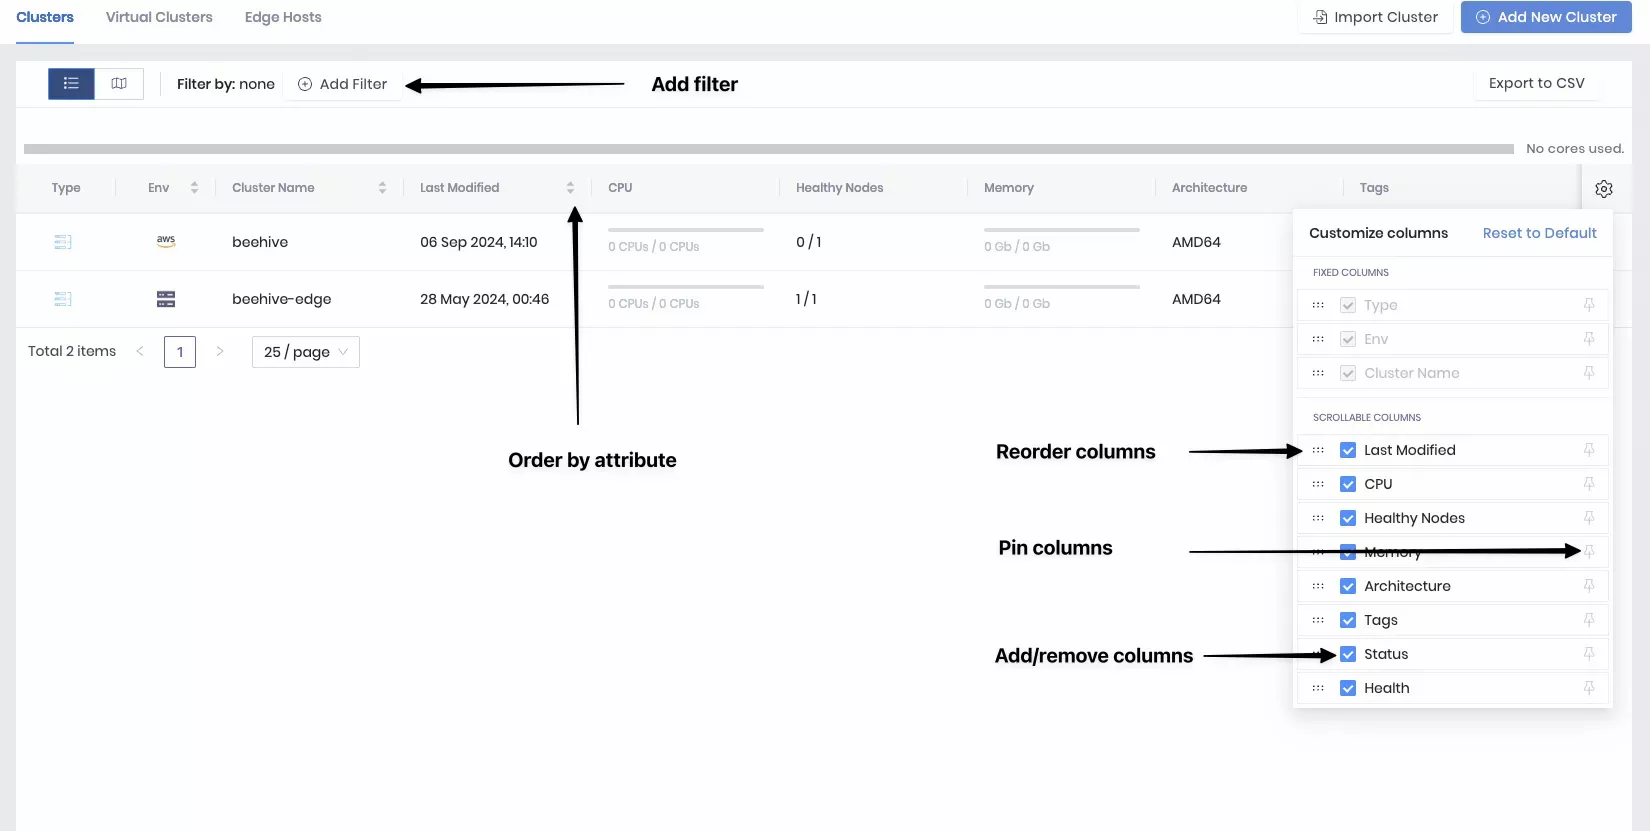 Clusters Virtual Clusters Edge Hosts Import Cluster Add New Cluster
Filter by: none Add Filter Add filter Export to CSV
No cores used.
Type Env Cluster Name Last Modified CPU Healthy Nodes Memory Architecture Tags
aws beehive 06 Sep 2024, 14:10 0 CPUs / 0 CPUs 0 / 1 0 Gb / 0 Gb AMD64
beehive-edge 28 May 2024, 00:46 0 CPUs / 0 CPUs 1 / 1 0 Gb / 0 Gb AMD64
Total 2 items < 1 > 25 / page
Order by attribute
Customize columns Reset to Default
FIXED COLUMNS
Type
Env
Cluster Name
SCROLLABLE COLUMNS
Reorder columns Last Modified
CPU
Healthy Nodes
Pin columns Memory
Architecture
Tags
Add/remove columns Status
Health